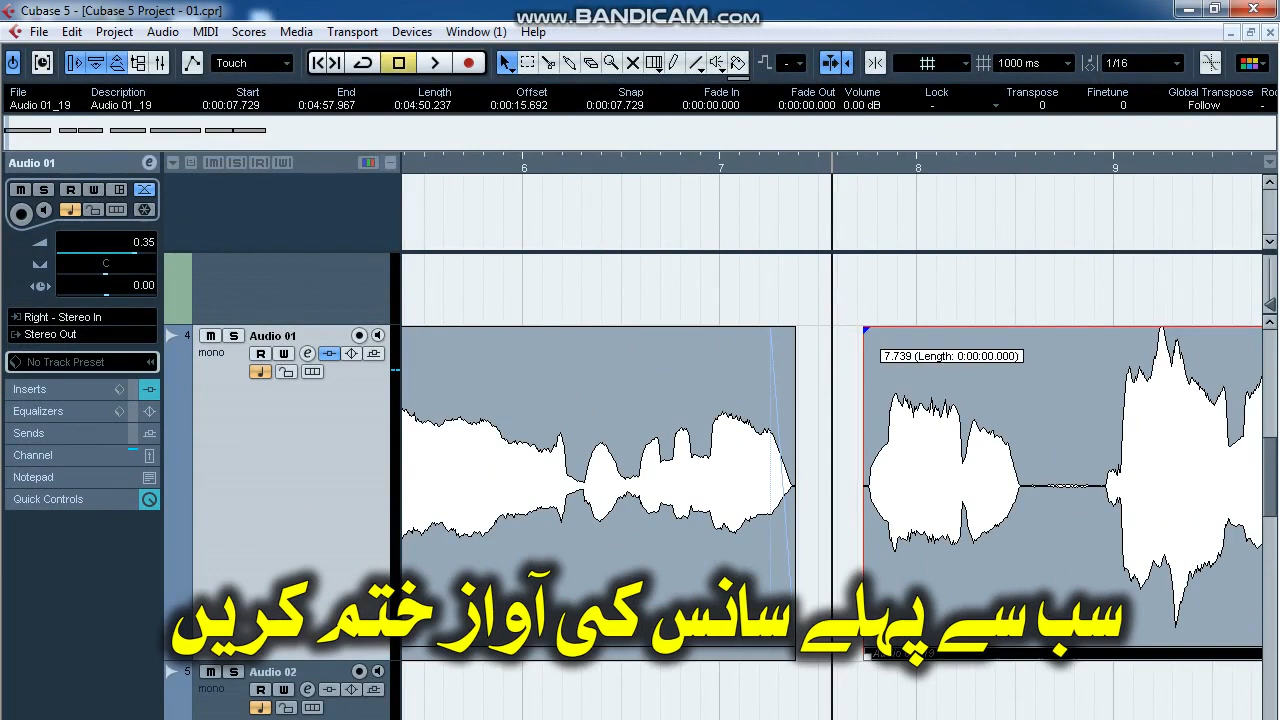 Cubase 5 - [Cubase 5 Project - 01.cpr]
www.BANDICAM.com
File Edit Project Audio MIDI Scores Media Transport Devices Window (1) Help
Touch 1000 ms 1/16
File Description Start End Length Offset Snap Fade In Fade Out Volume Lock Transpose Finetune Global Transpose
Audio 01_19 Audio 01_19 0:00:07.729 0:04:57.967 0:04:50.237 0:00:15.692 0:00:07.729 0:00:00.000 0:00:00.000 0.00 dB - 0 0 Follow
Audio 01
6 7 8 9
M S R W
0.35
C
0.00
Right - Stereo In
Stereo Out
No Track Preset
Inserts
Equalizers
Sends
Channel
Notepad
Quick Controls
4 M S Audio 01
mono R W e
7.739 (Length: 0:00:00.000)
سب سے پہلے سانس کی آواز ختم کریں
5 M S Audio 02
mono R W e